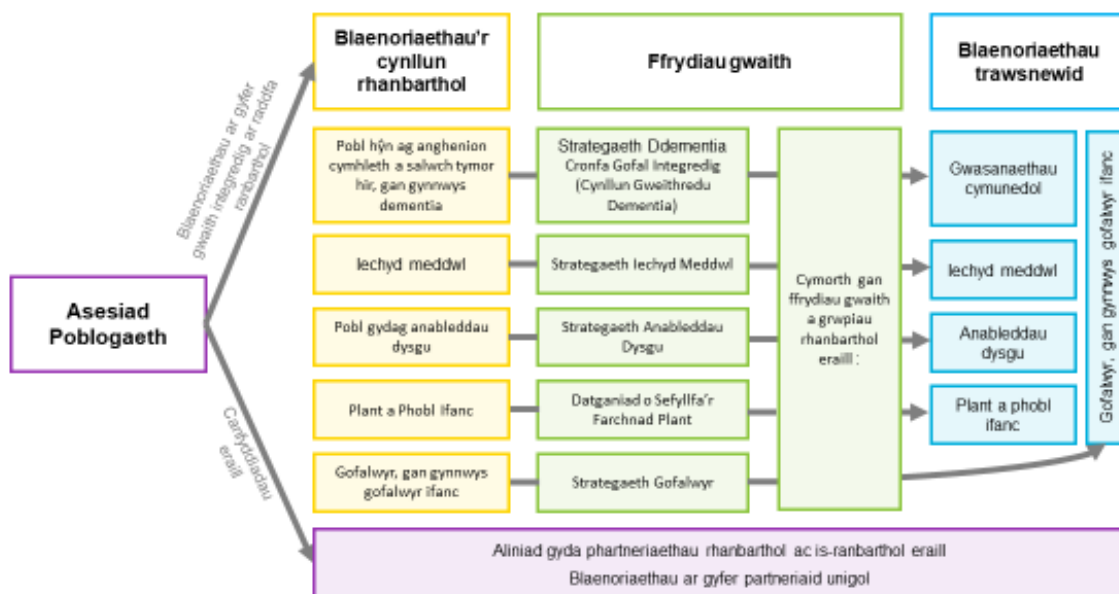 Blaenoriaethau'r
cynllun
rhanbarthol
Ffrydiau gwaith
Blaenoriaethau
trawsnewid
Blaenoriaethau ar gyfer
gwaith integredig ar raddfa
ranbarthol
Asesiad
Poblogaeth
Canfyddiadau
eraill
Pobl hŷn ag anghenion
cymhleth a salwch tymor
hir, gan gynnwys
dementia
Strategaeth Ddementia
Cronfa Gofal Integredig
(Cynllun Gweithredu
Dementia)
Gwasanaethau
cymunedol
Iechyd meddwl
Strategaeth Iechyd Meddwl
Iechyd meddwl
Pobl gydag anableddau
dysgu
Strategaeth Anableddau
Dysgu
Anableddau
dysgu
Plant a Phobl Ifanc
Datganiad o Sefyllfa'r
Farchnad Plant
Plant a phobl
ifanc
Gofalwyr, gan gynnwys
gofalwyr ifanc
Strategaeth Gofalwyr
Cymorth gan
ffrydiau gwaith
a grwpiau
rhanbarthol
eraill :
Gofalwyr, gan gynnwys gofalwyr ifanc
Aliniad gyda phartneriaethau rhanbarthol ac is-ranbarthol eraill
Blaenoriaethau ar gyfer partneriaid unigol